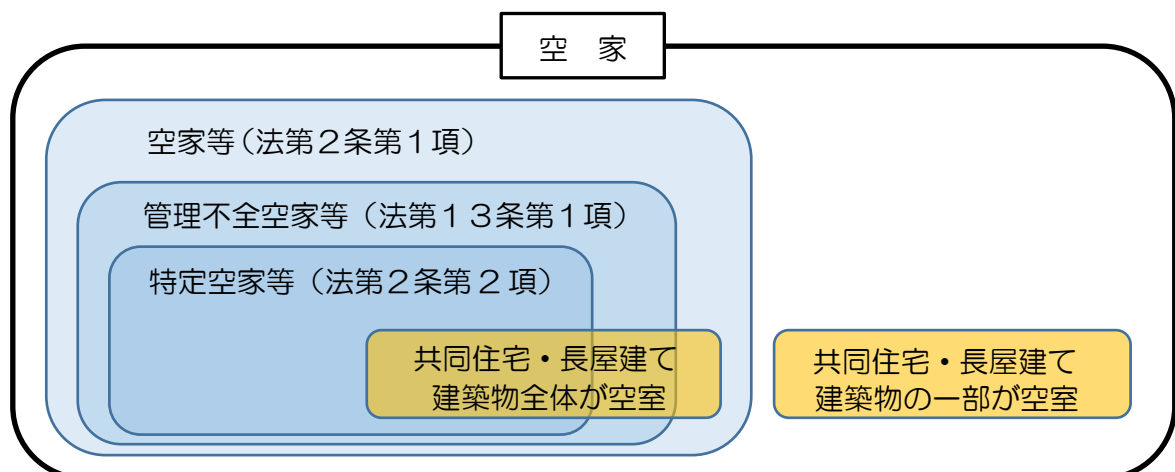 空　家
空家等（法第２条第１項）
管理不全空家等（法第１３条第１項）
特定空家等（法第２条第２項）
共同住宅・長屋建て
建築物全体が空室
共同住宅・長屋建て
建築物の一部が空室